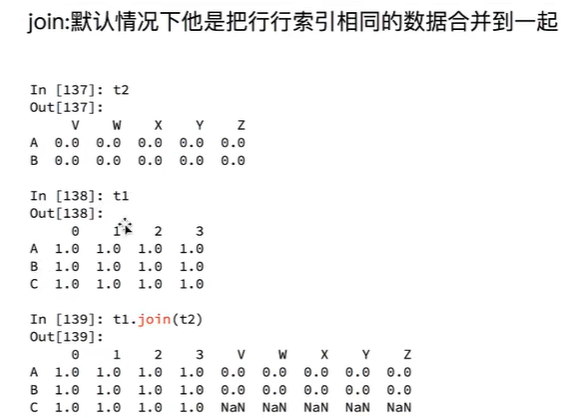 join:默认情况下他是把行行索引相同的数据合并到一起
In [137]: t2
Out[137]:
V W X Y Z
A 0.0 0.0 0.0 0.0 0.0
B 0.0 0.0 0.0 0.0 0.0
In [138]: t1
Out[138]:
0 1 2 3
A 1.0 1.0 1.0 1.0
B 1.0 1.0 1.0 1.0
C 1.0 1.0 1.0 1.0
In [139]: t1.join(t2)
Out[139]:
0 1 2 3 V W X Y Z
A 1.0 1.0 1.0 1.0 0.0 0.0 0.0 0.0 0.0
B 1.0 1.0 1.0 1.0 0.0 0.0 0.0 0.0 0.0
C 1.0 1.0 1.0 1.0 NaN NaN NaN NaN NaN